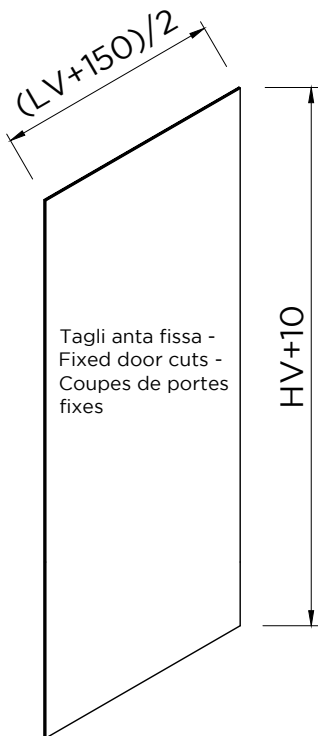 (LV+150)/2
Tagli anta fissa -
Fixed door cuts -
Coupes de portes
fixes
HV+10